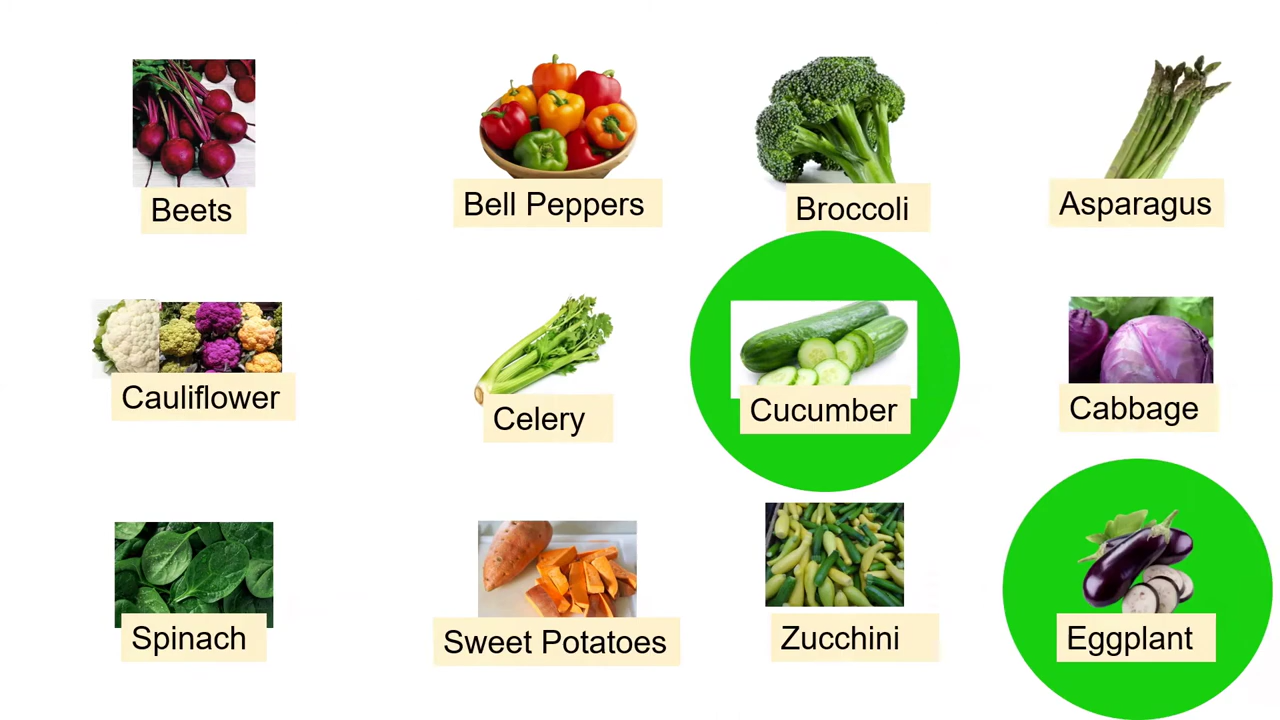 Beets
Bell Peppers
Broccoli
Asparagus
Cauliflower
Celery
Cucumber
Cabbage
Spinach
Sweet Potatoes
Zucchini
Eggplant